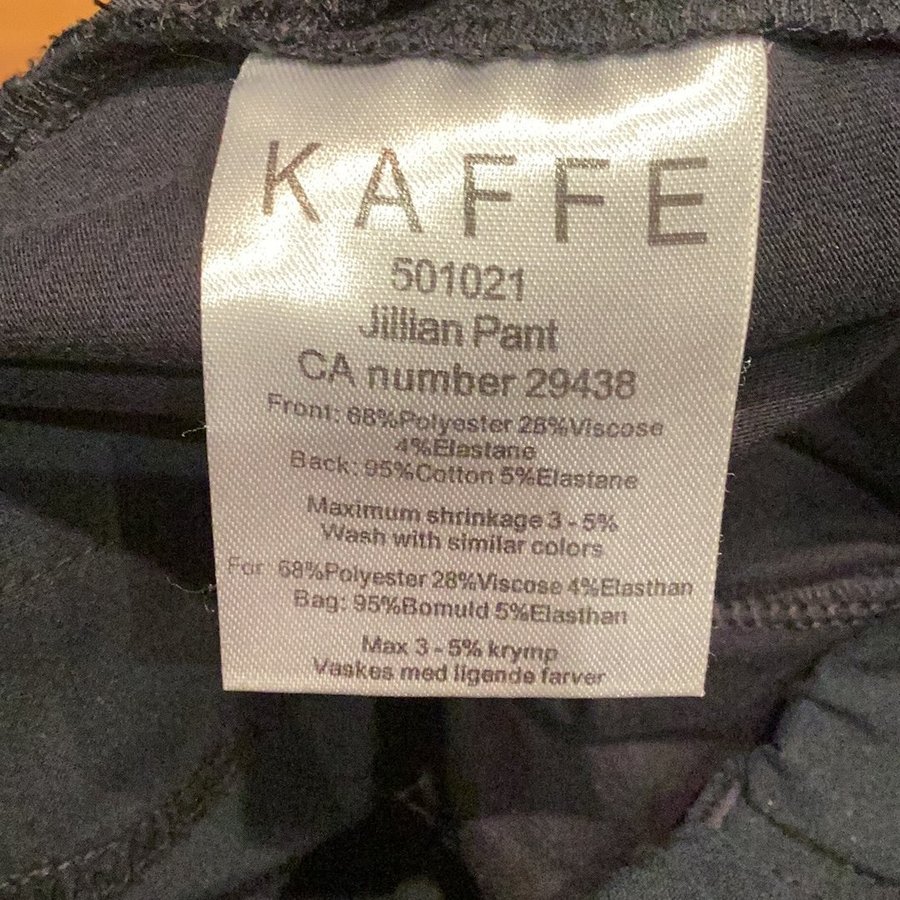 KAFFE
501021
Jillian Pant
CA number 29438
Front: 68%Polyester 28%Viscose
4%Elastane
Back: 95%Cotton 5%Elastane
Maximum shrinkage 3 - 5%
Wash with similar colors
For: 68%Polyester 28%Viscose 4%Elasthan
Bag: 95%Bomuld 5%Elasthan
Max 3 - 5% krymp
Vaskes med ligende farver